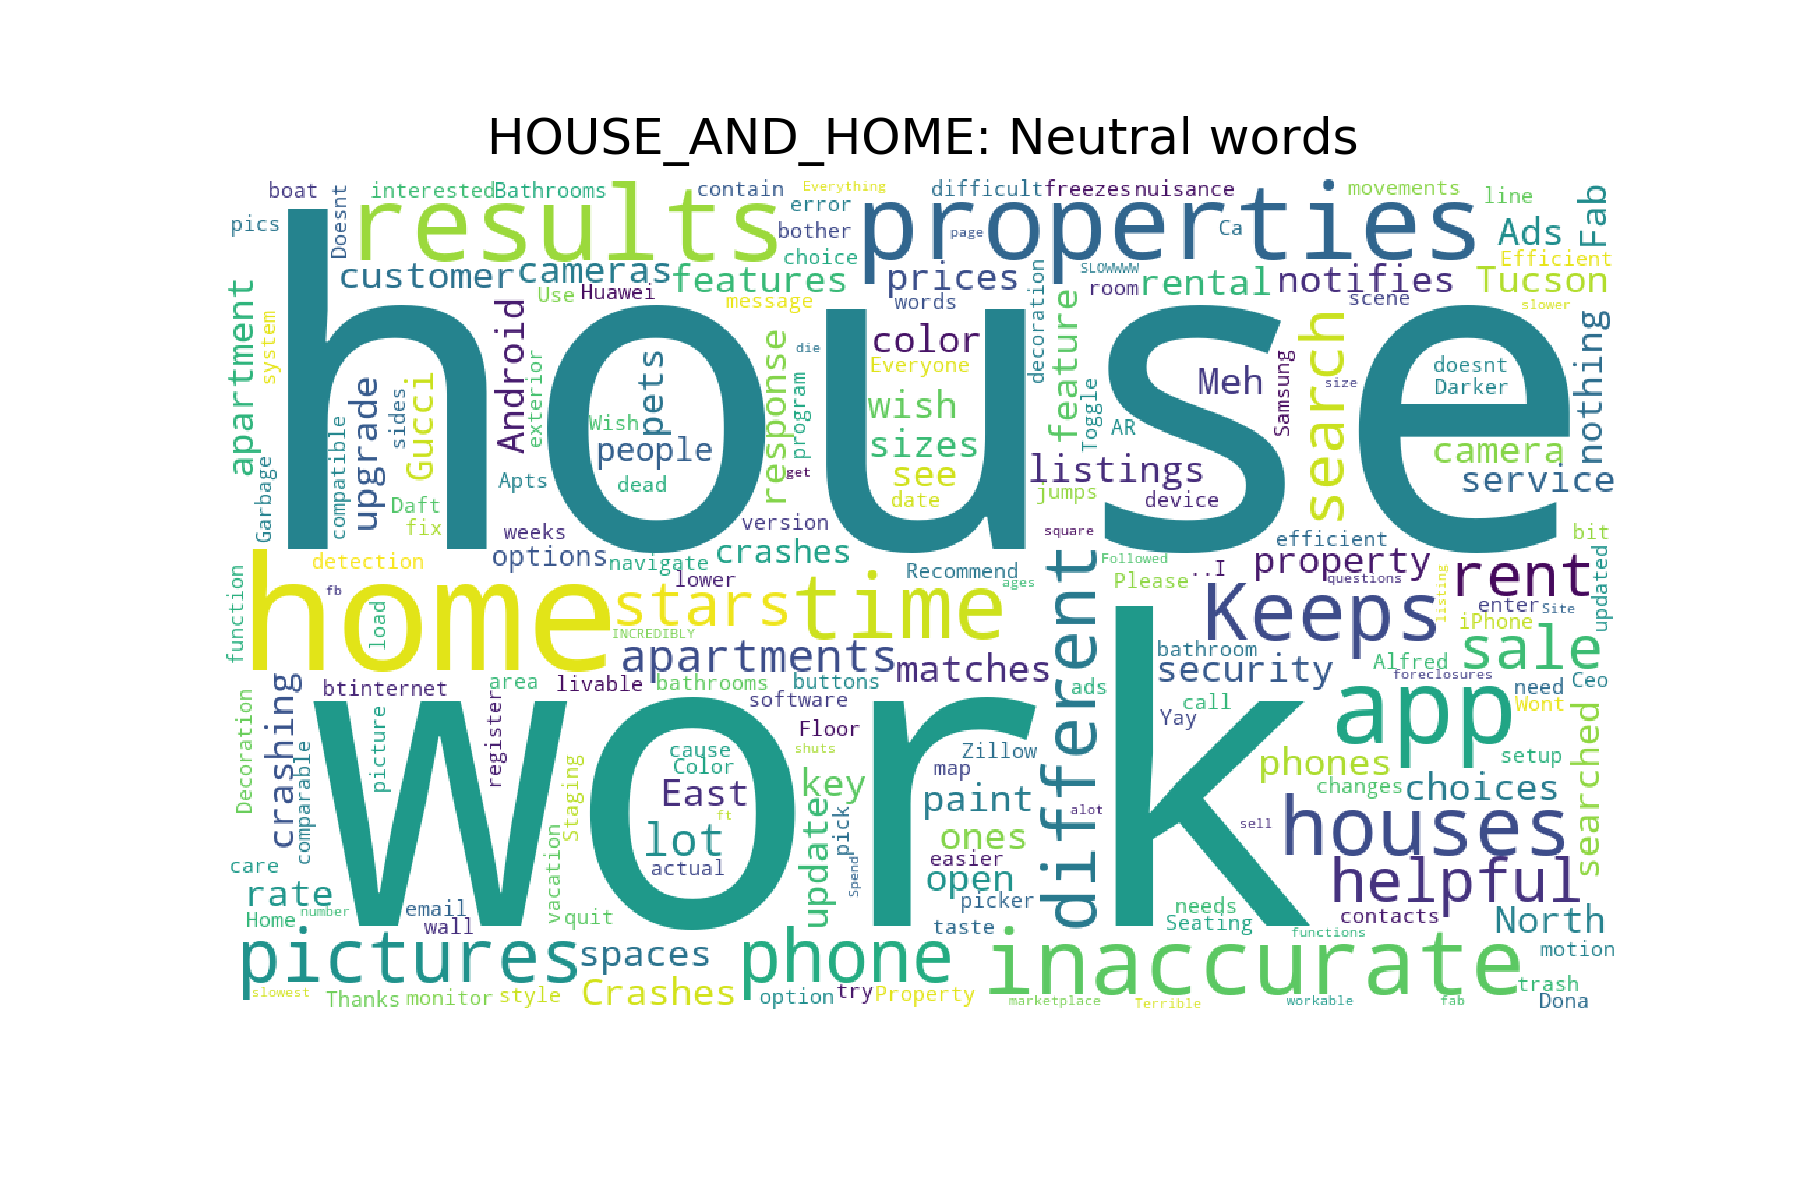 HOUSE_AND_HOME: Neutral words
boat
Doesnt
interested
Bathrooms
contain
Everything
difficult
freezes
nuisance
movements
line
Fab
pics
results
error
bother
choice
properties
page
Ca
Ads
Efficient
customer
cameras
features
prices
SLOWwww
rental
notifies
Tucson
apartment
system
Use
Huawei
message
words
decoration
room
scene
slower
house
Android
exterior
response
die
color
Everyone
feature
Toggle
Samsung
size
search
doesnt
Darker
nothing
compatible
upgrade
sides
Gucci
pets
Wish
people
program
wish
sizes
AR
Meh
camera
Garbage
Daft
fix
Apts
dead
get
see
date
listings
jumps
device
service
weeks
version
square
efficient
bit
detection
options
navigate
crashes
Recommend
Followed
..I
property
function
fb
load
home
lower
ages
Please
questions
listing
rent
updated
stars
time
different
Keeps
enter
Site
iPhone
INCREDIBLY
apartments
matches
bathroom
security
Alfred
sale
foreclosures
crashing
btinternet
register
area
livable
bathrooms
buttons
ads
call
app
need
Ceo
Decoration
picture
software
Yay
Wont
comparable
work
Staging
cause
Color
Floor
shuts
Zillow
map
phones
setup
searched
East
ft
key
paint
alot
changes
choices
vacation
lot
update
pick
ones
sell
houses
care
actual
Spend
easier
helpful
rate
open
Home
number
email
quit
picker
needs
contacts
wall
taste
Seating
functions
North
pictures
spaces
phone
inaccurate
motion
slowest
Thanks
monitor
style
Crashes
option
try
Property
marketplace
Terrible
workable
fab
trash
Dona